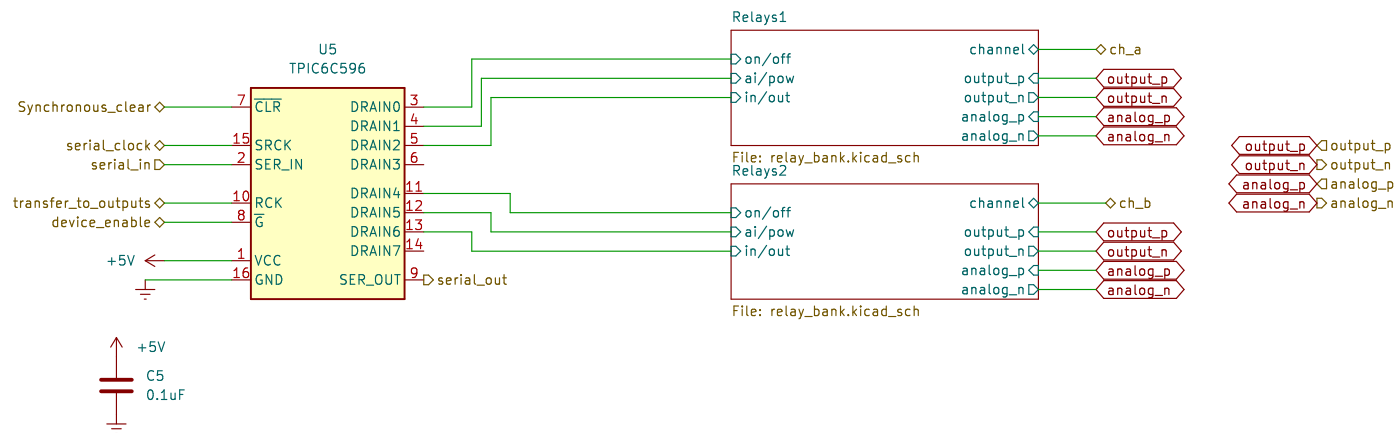 Relays1
U5
TPIC6C596
Synchronous_clear
7
CLR
serial_clock
15
SRCK
serial_in
2
SER_IN
transfer_to_outputs
10
RCK
device_enable
8
G
+5V
1
VCC
16
GND
DRAIN0
3
DRAIN1
4
DRAIN2
5
DRAIN3
6
DRAIN4
11
DRAIN5
12
DRAIN6
13
DRAIN7
14
SER_OUT
9
serial_out
on/off
ai/pow
in/out
channel
ch_a
output_p
output_p
output_n
output_n
analog_p
analog_p
analog_n
analog_n
File: relay_bank.kicad_sch
Relays2
on/off
ai/pow
in/out
channel
ch_b
output_p
output_p
output_n
output_n
analog_p
analog_p
analog_n
analog_n
File: relay_bank.kicad_sch
output_p
output_p
output_n
output_n
analog_p
analog_p
analog_n
analog_n
+5V
C5
0.1uF